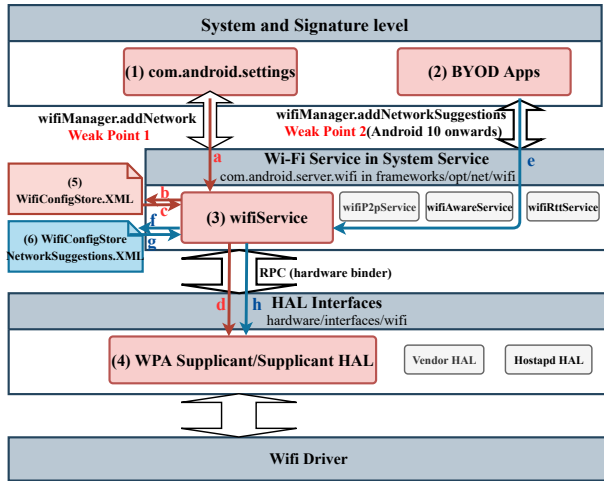 System and Signature level
(1) com.android.settings
(2) BYOD Apps
wifiManager.addNetwork
Weak Point 1
wifiManager.addNetworkSuggestions
Weak Point 2(Android 10 onwards)
a
e
Wi-Fi Service in System Service
com.android.server.wifi in frameworks/opt/net/wifi
(5)
WifiConfigStore.XML
b
c
(3) wifiService
wifiP2pService
wifiAwareService
wifiRttService
(6) WifiConfigStore
NetworkSuggestions.XML
f
g
RPC (hardware binder)
d
h
HAL Interfaces
hardware/interfaces/wifi
(4) WPA Supplicant/Supplicant HAL
Vendor HAL
Hostapd HAL
Wifi Driver